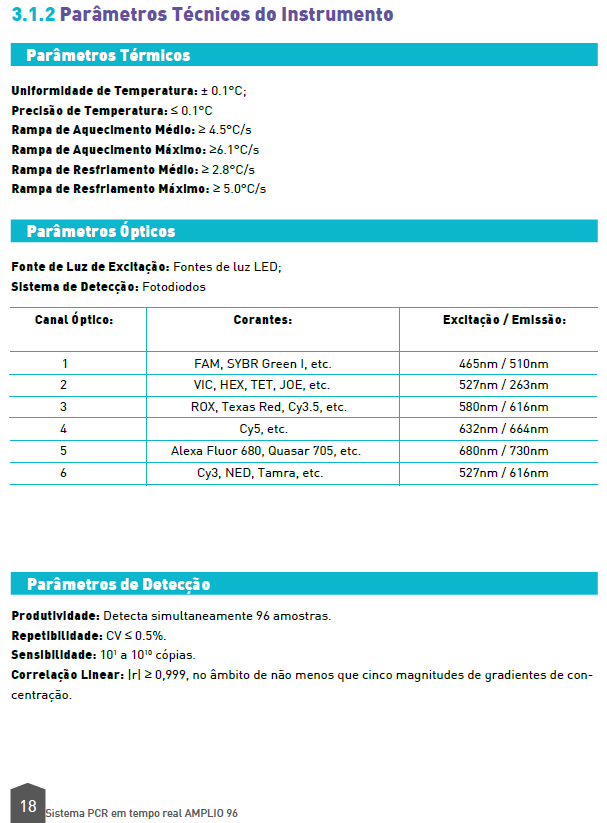 3.1.2 Parâmetros Técnicos do Instrumento
Parâmetros Térmicos
Uniformidade de Temperatura: ± 0.1°C;
Precisão de Temperatura: ≤ 0.1°C
Rampa de Aquecimento Médio: ≥ 4.5°C/s
Rampa de Aquecimento Máximo: ≥6.1°C/s
Rampa de Resfriamento Médio: ≥ 2.8°C/s
Rampa de Resfriamento Máximo: ≥ 5.0°C/s
Parâmetros Ópticos
Fonte de Luz de Excitação: Fontes de luz LED;
Sistema de Detecção: Fotodiodos
Canal Óptico: Corantes: Excitação / Emissão:
1 FAM, SYBR Green I, etc. 465nm / 510nm
2 VIC, HEX, TET, JOE, etc. 527nm / 263nm
3 ROX, Texas Red, Cy3.5, etc. 580nm / 616nm
4 Cy5, etc. 632nm / 664nm
5 Alexa Fluor 680, Quasar 705, etc. 680nm / 730nm
6 Cy3, NED, Tamra, etc. 527nm / 616nm
Parâmetros de Detecção
Produtividade: Detecta simultaneamente 96 amostras.
Repetibilidade: CV ≤ 0.5%.
Sensibilidade: 10¹ a 10¹⁰ cópias.
Correlação Linear: |r| ≥ 0,999, no âmbito de não menos que cinco magnitudes de gradientes de con-
centração.
18 Sistema PCR em tempo real AMPLIO 96